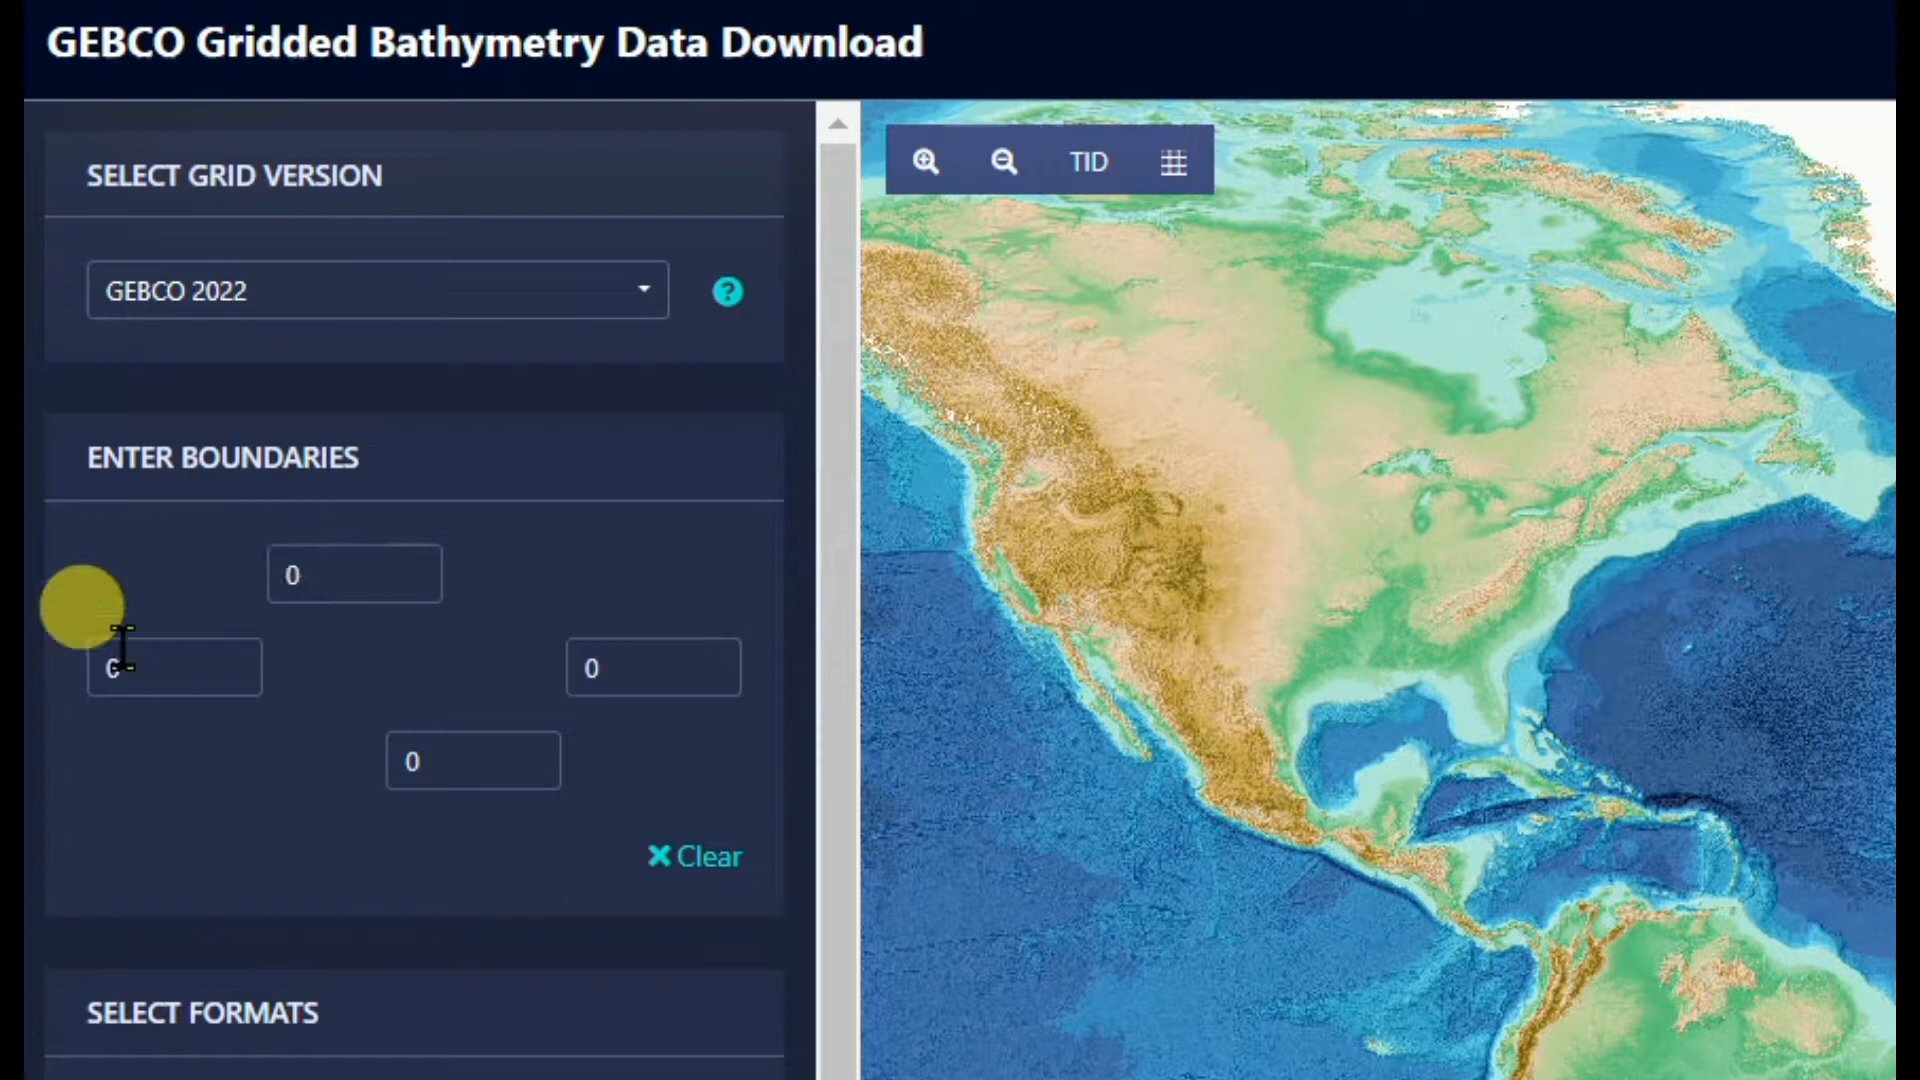 GEBCO Gridded Bathymetry Data Download
SELECT GRID VERSION
TID
GEBCO 2022
?
ENTER BOUNDARIES
0
0
0
0
Clear
SELECT FORMATS